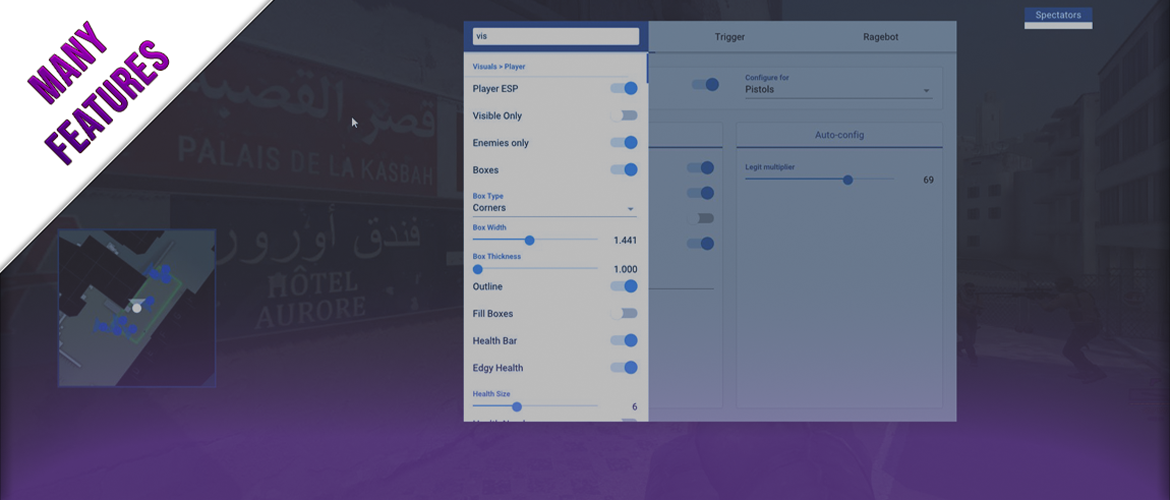 MANY
FEATURES
قصر القصبة
PALAIS DE LA KASBAH
فندق أورور
HÔTEL
AURORE
vis
Visuals » Player
Player ESP
Visible Only
Enemies only
Boxes
Box Type
Corners
Box Width
1.441
Box Thickness
1.000
Outline
Fill Boxes
Health Bar
Edgy Health
Health Size
6
Trigger
Ragebot
Configure for
Pistols
Auto-config
Legit multiplier
69
Spectators